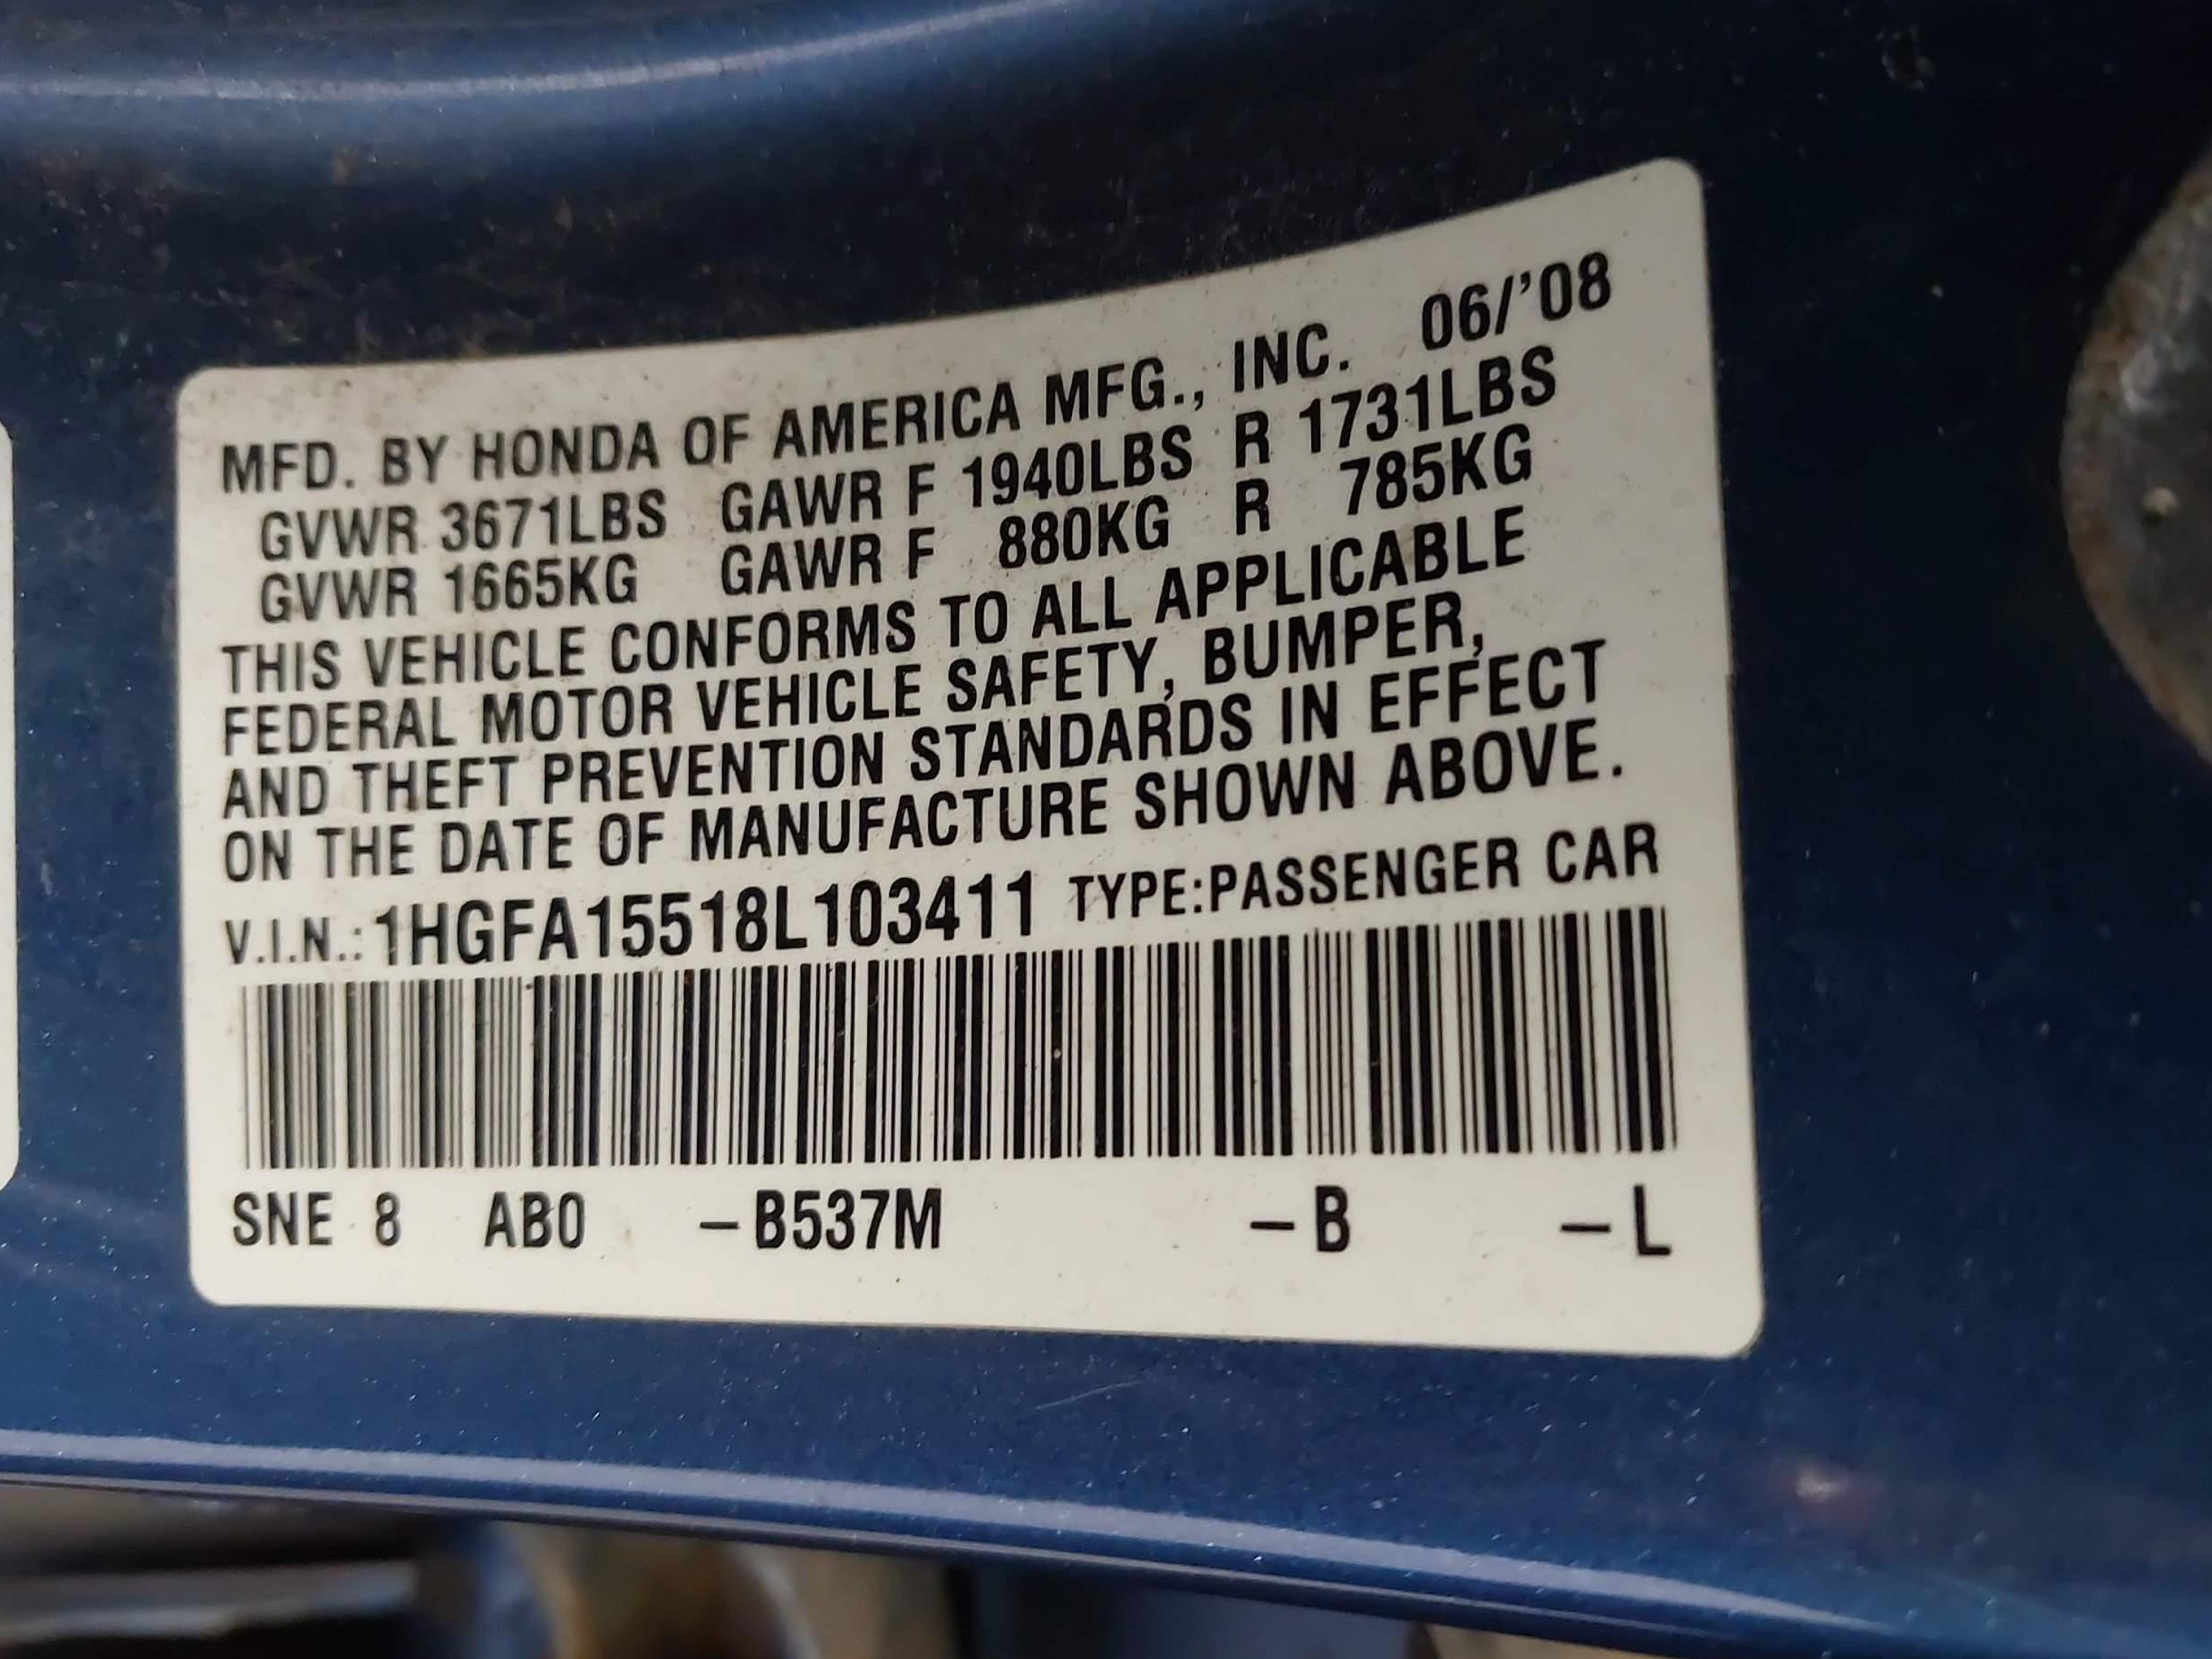 MFD. BY HONDA OF AMERICA MFG., INC. 06/'08
GVWR 3671LBS GAWR F 1940LBS R 1731LBS
GVWR 1665KG GAWR F 880KG R 785KG
THIS VEHICLE CONFORMS TO ALL APPLICABLE
FEDERAL MOTOR VEHICLE SAFETY, BUMPER,
AND THEFT PREVENTION STANDARDS IN EFFECT
ON THE DATE OF MANUFACTURE SHOWN ABOVE.
V.I.N.: 1HGFA15518L103411 TYPE:PASSENGER CAR
SNE 8 AB0 –B537M –B –L